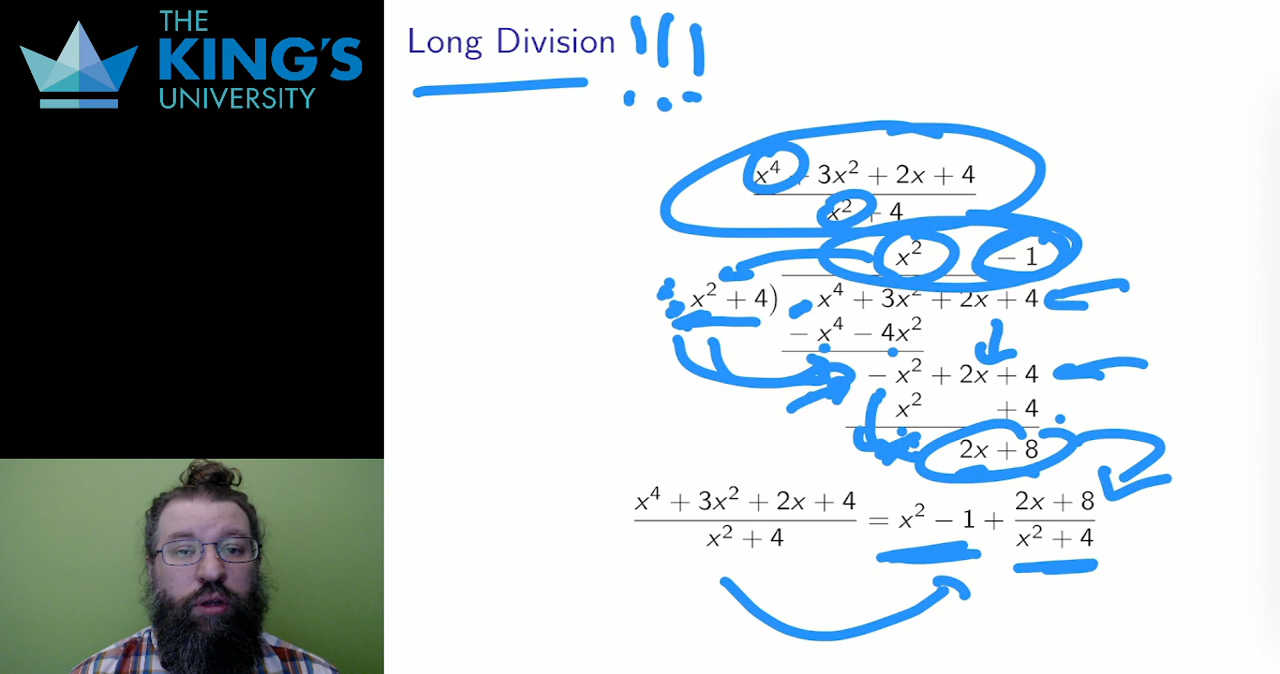 THE
KING'S
UNIVERSITY
Long Division !!!
x⁴ + 3x² + 2x + 4
x² + 4
x² − 1
x² + 4) x⁴ + 3x² + 2x + 4
− x⁴ − 4x²
− x² + 2x + 4
x² + 4
2x + 8
x⁴ + 3x² + 2x + 4
x² + 4
= x² − 1 +
2x + 8
x² + 4